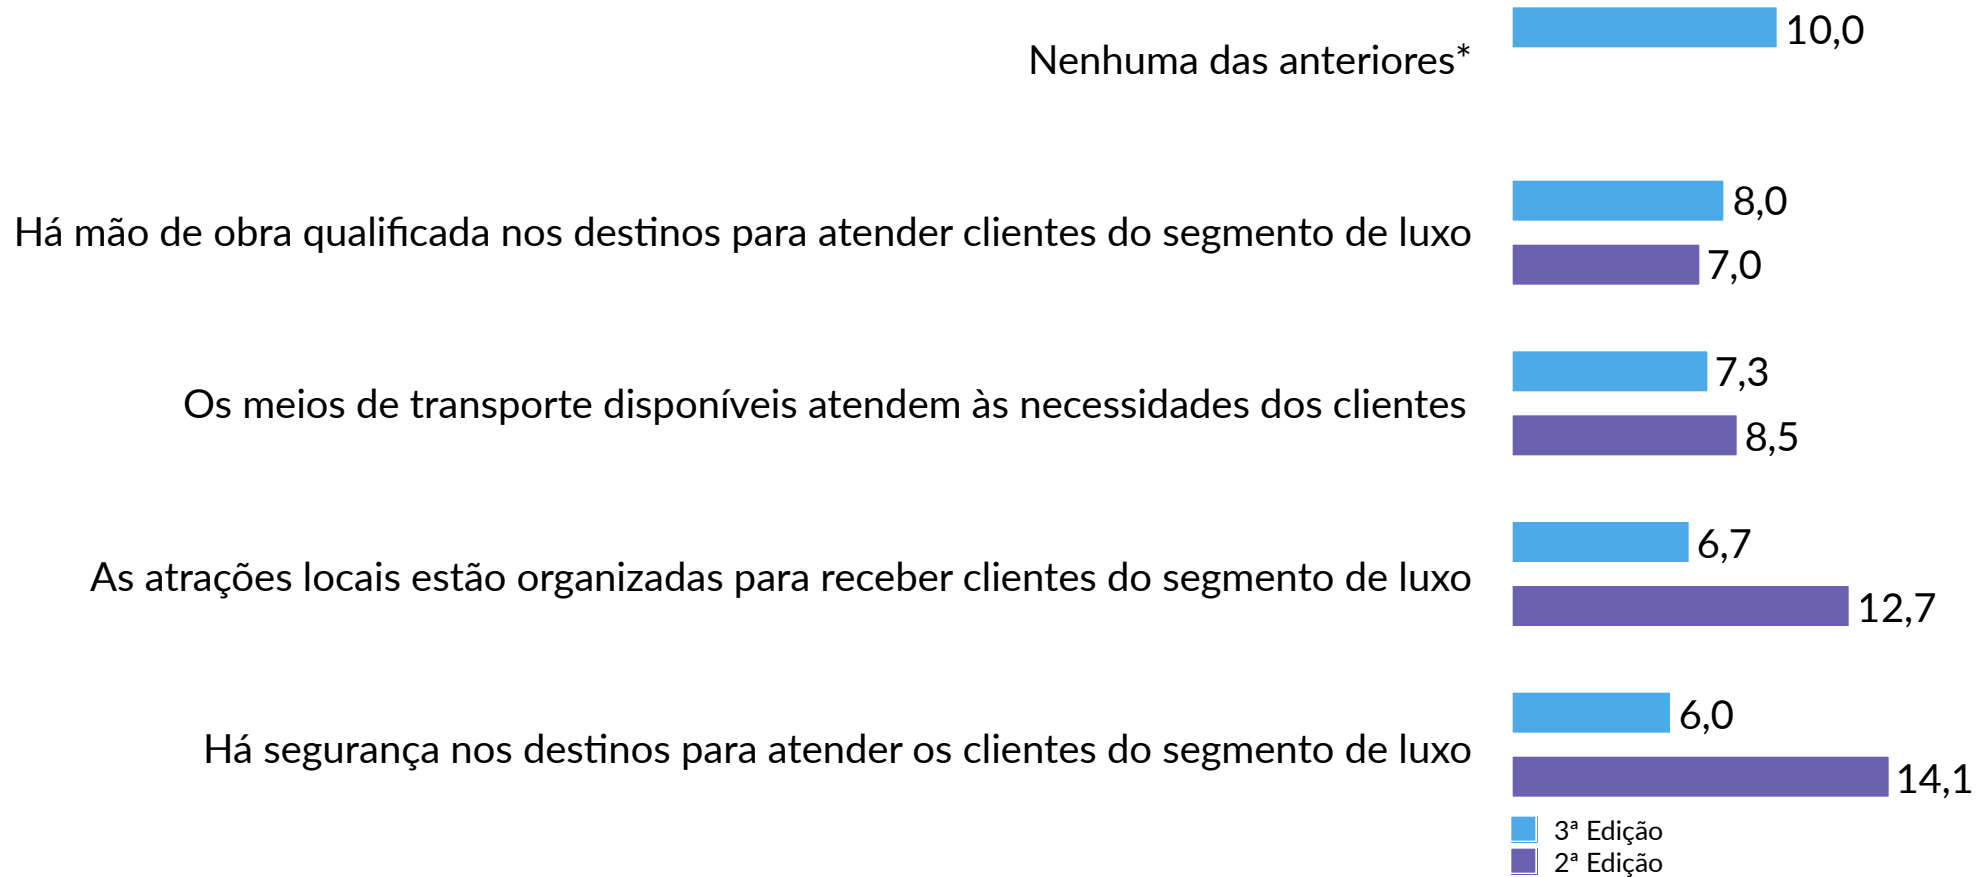 Nenhuma das anteriores*
10,0
Há mão de obra qualificada nos destinos para atender clientes do segmento de luxo
8,0
7,0
Os meios de transporte disponíveis atendem às necessidades dos clientes
7,3
8,5
As atrações locais estão organizadas para receber clientes do segmento de luxo
6,7
12,7
Há segurança nos destinos para atender os clientes do segmento de luxo
6,0
14,1
3ª Edição
2ª Edição